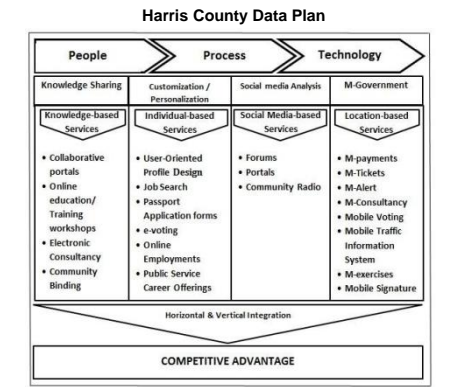 Harris County Data Plan
People
Process
Technology
Knowledge Sharing
Customization /
Personalization
Social media Analysis
M-Government
Knowledge-based
Services
Individual-based
Services
Social Media-based
Services
Location-based
Services
• Collaborative
portals
• Online
education/
Training
workshops
• Electronic
Consultancy
• Community
Binding
• User-Oriented
Profile Design
• Job Search
• Passport
Application forms
• e-voting
• Online
Employments
• Public Service
Career Offerings
• Forums
• Portals
• Community Radio
• M-payments
• M-Tickets
• M-Alert
• M-Consultancy
• Mobile Voting
• Mobile Traffic
Information
System
• M-exercises
• Mobile Signature
Horizontal & Vertical Integration
COMPETITIVE ADVANTAGE